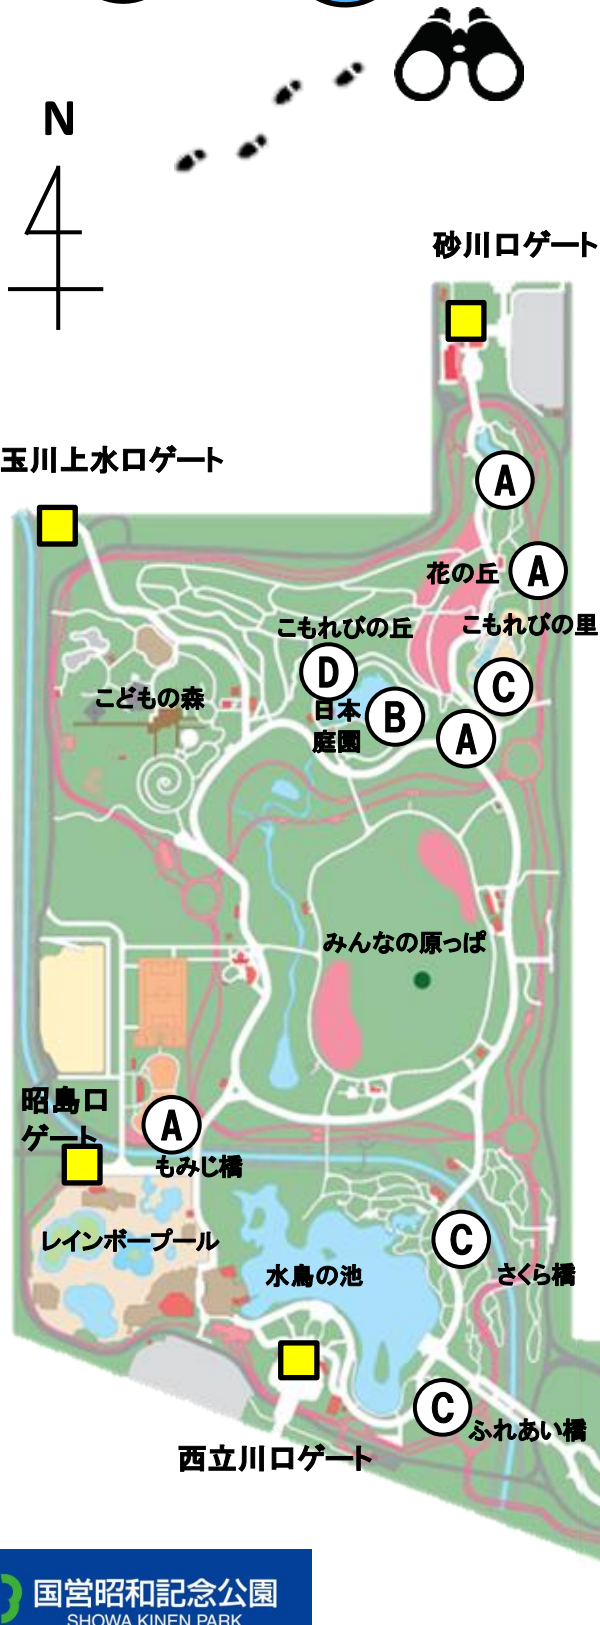 N
砂川口ゲート
玉川上水口ゲート
A
花の丘
A
こもれびの丘
こもれびの里
D
C
こどもの森
日本
庭園
B
A
みんなの原っぱ
昭島口
ゲート
A
もみじ橋
レインボープール
C
水鳥の池
さくら橋
C
ふれあい橋
西立川口ゲート
国営昭和記念公園
SHOWA KINEN PARK